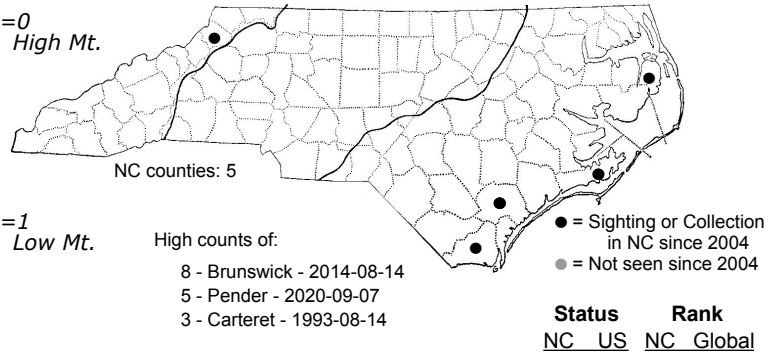 =0
High Mt.
NC counties: 5
=1
Low Mt.
High counts of:
8 - Brunswick - 2014-08-14
5 - Pender - 2020-09-07
3 - Carteret - 1993-08-14
● = Sighting or Collection
in NC since 2004
● = Not seen since 2004
Status Rank
NC US NC Global